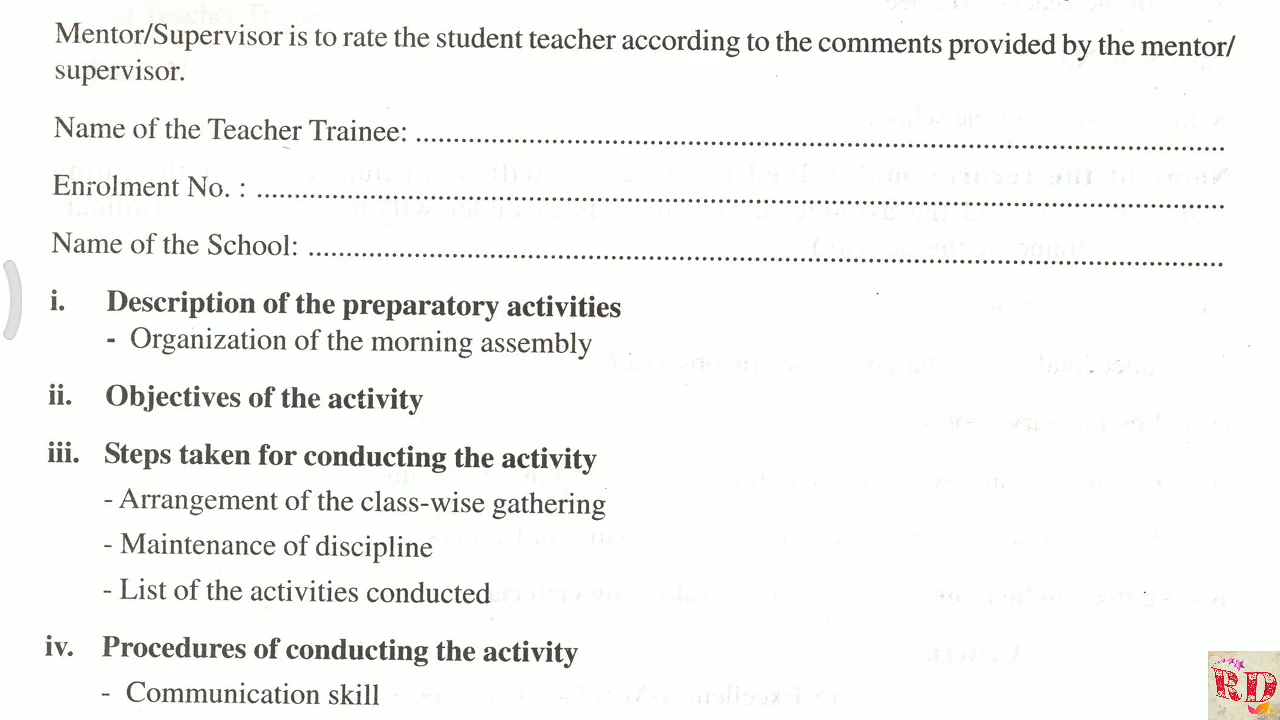 Mentor/Supervisor is to rate the student teacher according to the comments provided by the mentor/
supervisor.
Name of the Teacher Trainee: ..........................................................................................................
Enrolment No. : ................................................................................................................................
Name of the School: .........................................................................................................................
i. Description of the preparatory activities
- Organization of the morning assembly
ii. Objectives of the activity
iii. Steps taken for conducting the activity
- Arrangement of the class-wise gathering
- Maintenance of discipline
- List of the activities conducted
iv. Procedures of conducting the activity
- Communication skill
RD